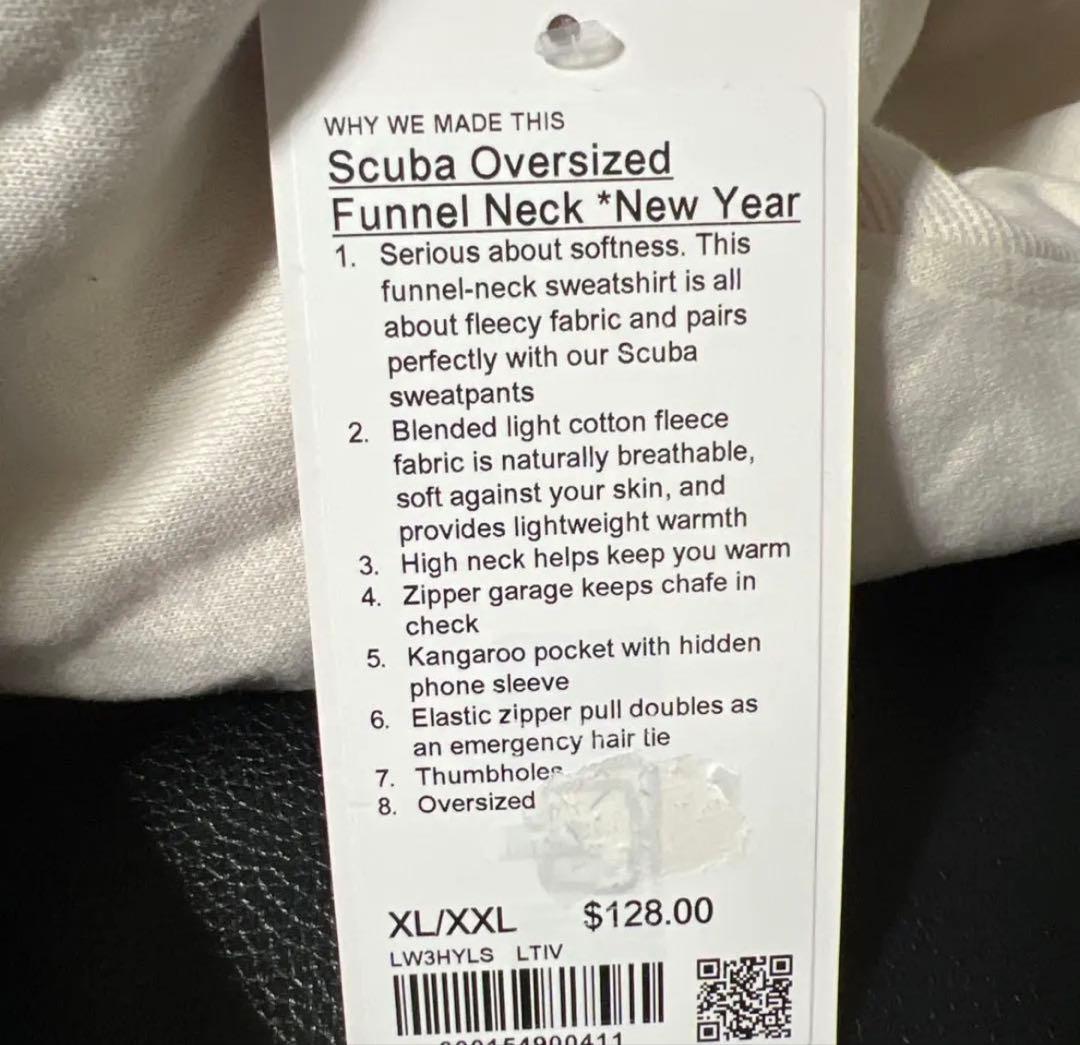 WHY WE MADE THIS
Scuba Oversized
Funnel Neck *New Year
1. Serious about softness. This
funnel-neck sweatshirt is all
about fleecy fabric and pairs
perfectly with our Scuba
sweatpants
2. Blended light cotton fleece
fabric is naturally breathable,
soft against your skin, and
provides lightweight warmth
3. High neck helps keep you warm
4. Zipper garage keeps chafe in
check
5. Kangaroo pocket with hidden
phone sleeve
6. Elastic zipper pull doubles as
an emergency hair tie
7. Thumbholes
8. Oversized
XL/XXL $128.00
LW3HYLS LTIV